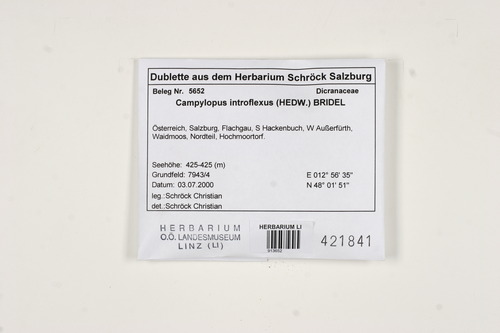 Dublette aus dem Herbarium Schröck Salzburg
Beleg Nr. 5652 Dicranaceae
Campylopus introflexus (HEDW.) BRIDEL
Österreich, Salzburg, Flachgau, S Hackenbuch, W Außerfürth,
Waidmoos, Nordteil, Hochmoortorf.
Seehöhe: 425-425 (m)
Grundfeld: 7943/4 E 012° 56' 35"
Datum: 03.07.2000 N 48° 01' 51"
leg.:Schröck Christian
det.:Schröck Christian
HERBARIUM
O.Ö. LANDESMUSEUM
LINZ (LI)
HERBARIUM LI
421841